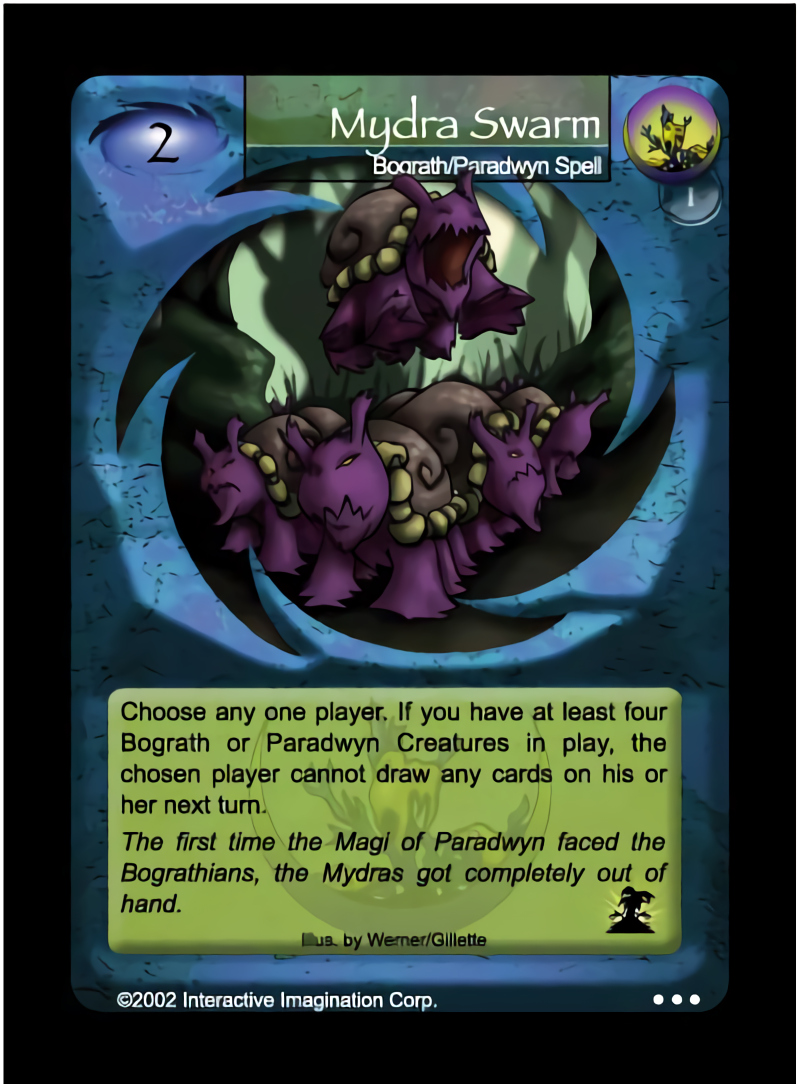 2
Mydra Swarm
Bograth/Paradwyn Spell
1
Choose any one player. If you have at least four
Bograth or Paradwyn Creatures in play, the
chosen player cannot draw any cards on his or
her next turn.
The first time the Magi of Paradwyn faced the
Bograthians, the Mydras got completely out of
hand.
Illus. by Werner/Gillette
©2002 Interactive Imagination Corp.